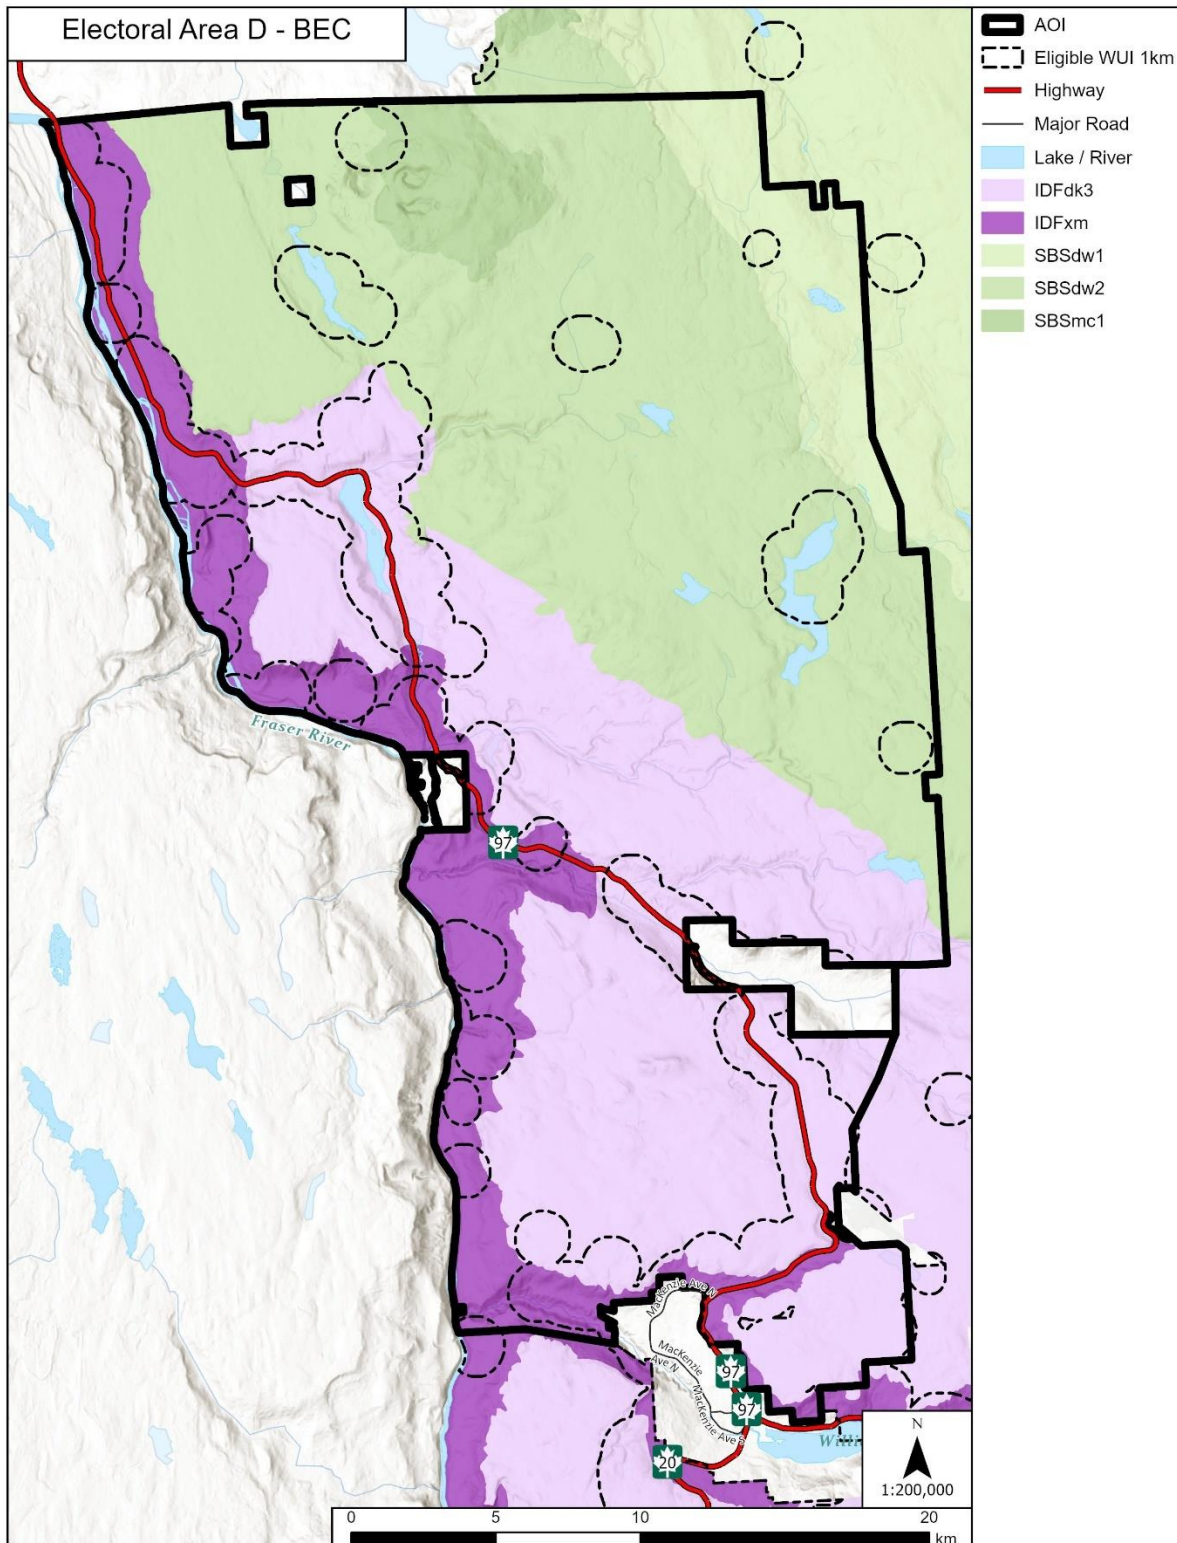 Electoral Area D - BEC
AOI
Eligible WUI 1km
Highway
Major Road
Lake / River
IDFdk3
IDFxm
SBSdw1
SBSdw2
SBSmc1
Fraser River
97
MacKenzie Ave N
MacKenzie
Ave N
97
MacKenzie Ave S
97
20
Willi
N
1:200,000
0
5
10
20
km